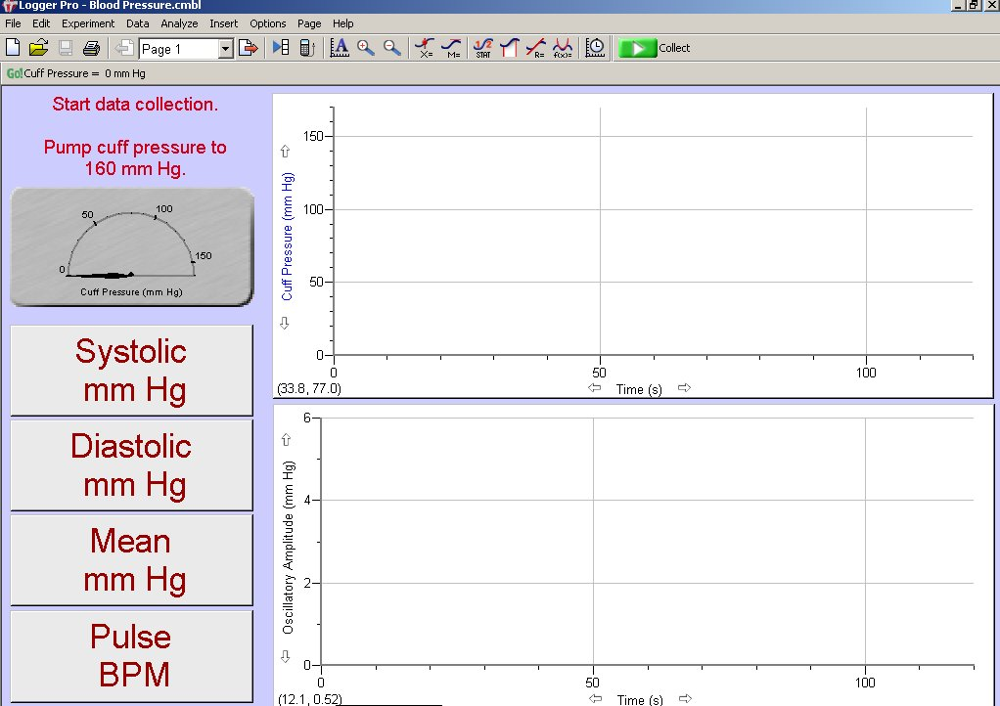 Logger Pro - Blood Pressure.cmbl
File Edit Experiment Data Analyze Insert Options Page Help
Page 1
A
X=
M=
STAT
R=
f(x)=
Collect
Go! Cuff Pressure = 0 mm Hg
Start data collection.
Pump cuff pressure to
160 mm Hg.
0
50
100
150
Cuff Pressure (mm Hg)
Systolic
mm Hg
Diastolic
mm Hg
Mean
mm Hg
Pulse
BPM
Cuff Pressure (mm Hg)
150
100
50
0
0 50 100
(33.8, 77.0)
Time (s)
Oscillatory Amplitude (mm Hg)
6
4
2
0
0 50 100
(12.1, 0.52)
Time (s)